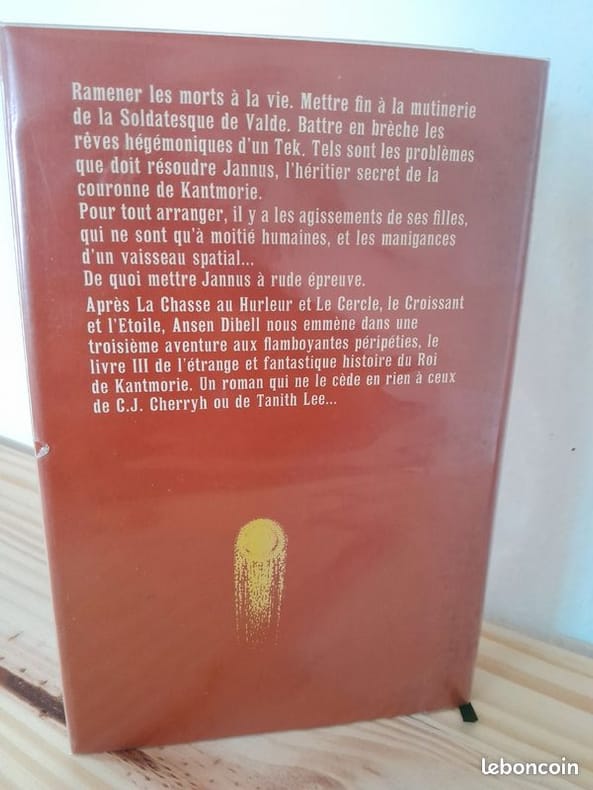 Ramener les morts à la vie. Mettre fin à la mutinerie
de la Soldatesque de Valde. Battre en brèche les
rêves hégémoniques d'un Tek. Tels sont les problèmes
que doit résoudre Jannus, l'héritier secret de la
couronne de Kantmorie.
Pour tout arranger, il y a les agissements de ses filles,
qui ne sont qu'à moitié humaines, et les manigances
d'un vaisseau spatial...
De quoi mettre Jannus à rude épreuve.
Après La Chasse au Hurleur et Le Cercle, le Croissant
et l'Etoile, Ansen Dibell nous emmène dans une
troisième aventure aux flamboyantes péripéties, le
livre III de l'étrange et fantastique histoire du Roi
de Kantmorie. Un roman qui ne le cède en rien à ceux
de C.J. Cherryh ou de Tanith Lee...
leboncoin